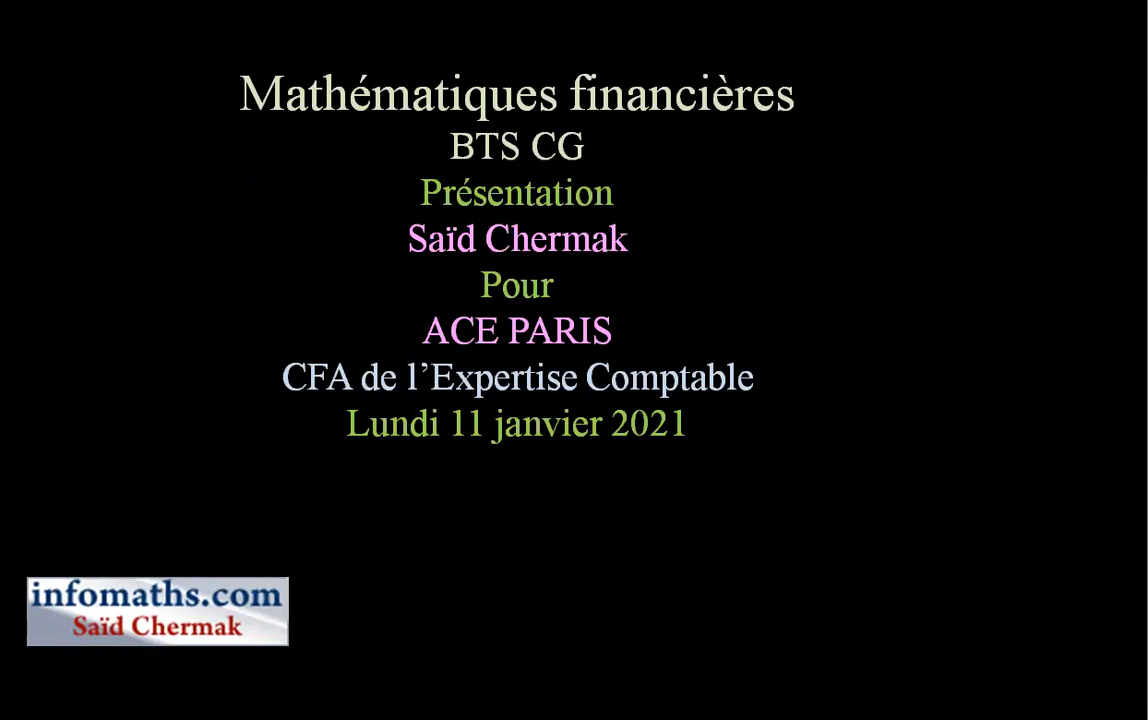 Mathématiques financières
BTS CG
Présentation
Saïd Chermak
Pour
ACE PARIS
CFA de l’Expertise Comptable
Lundi 11 janvier 2021
infomaths.com
Saïd Chermak